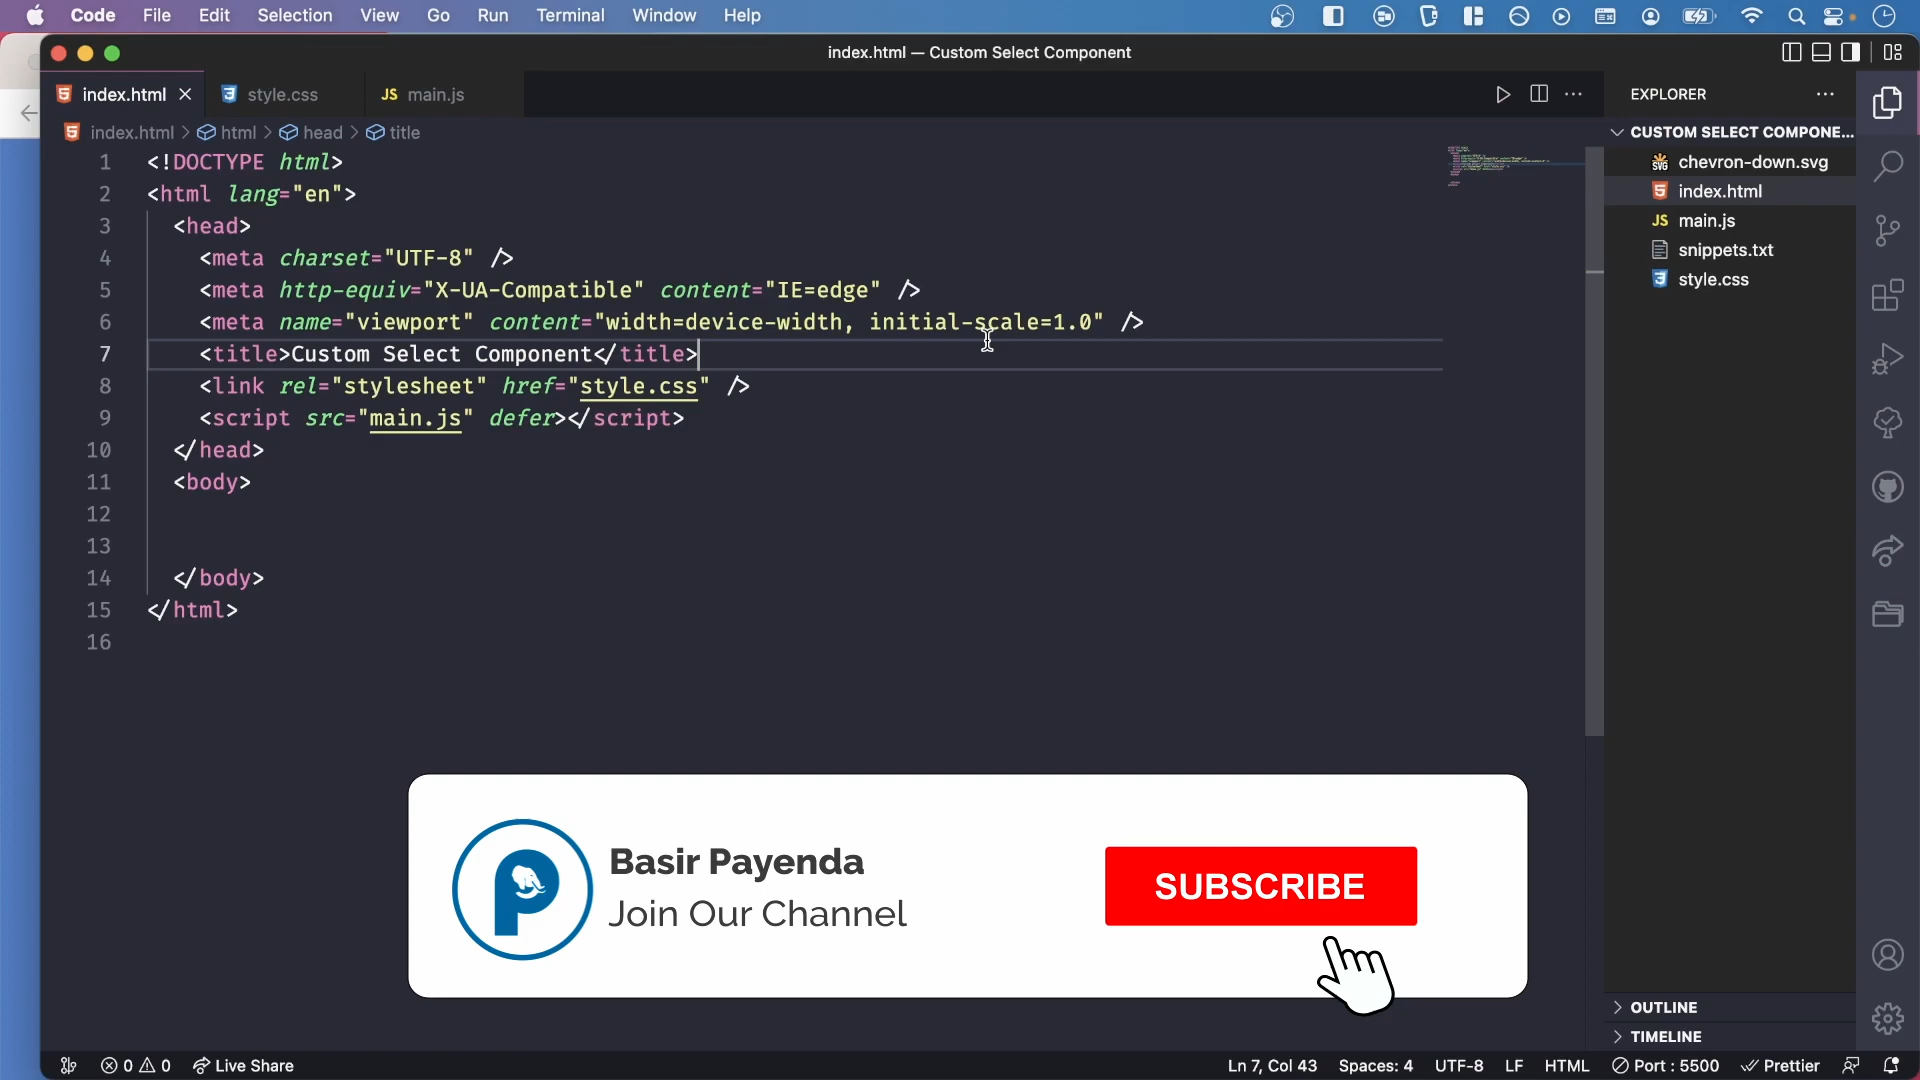 Code File Edit Selection View Go Run Terminal Window Help
index.html — Custom Select Component
index.html style.css JS main.js
index.html > html > head > title
1 <!DOCTYPE html>
2 <html lang="en">
3 <head>
4 <meta charset="UTF-8" />
5 <meta http-equiv="X-UA-Compatible" content="IE=edge" />
6 <meta name="viewport" content="width=device-width, initial-scale=1.0" />
7 <title>Custom Select Component</title>
8 <link rel="stylesheet" href="style.css" />
9 <script src="main.js" defer></script>
10 </head>
11 <body>
12
13
14 </body>
15 </html>
16
EXPLORER
CUSTOM SELECT COMPONE...
SVG chevron-down.svg
index.html
JS main.js
snippets.txt
style.css
OUTLINE
TIMELINE
Basir Payenda
Join Our Channel
SUBSCRIBE
0 0 Live Share Ln 7, Col 43 Spaces: 4 UTF-8 LF HTML Port : 5500 Prettier